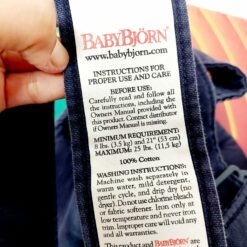 BABYBJÖRN
www.babybjorn.com
INSTRUCTIONS FOR
PROPER USE AND CARE
BEFORE USE:
Carefully read and follow all
the instructions, including the
Owners Manual provided with
this product. Contact distributor
if Owners Manual is missing.
MINIMUM REQUIREMENT:
8 lbs. (3.5 kg) and 21" (53 cm)
MAXIMUM: 25 lbs. (11,5 kg)
100% Cotton
WASHING INSTRUCTIONS:
Machine wash separately in
warm water, mild detergent,
gentle cycle, and drip dry (no
dryer). Do not use chlorine bleach
or fabric softener. Iron only at
low temperature and never iron
trim. Improper care will void any
and all warranties.
This product and BABYBJÖRN